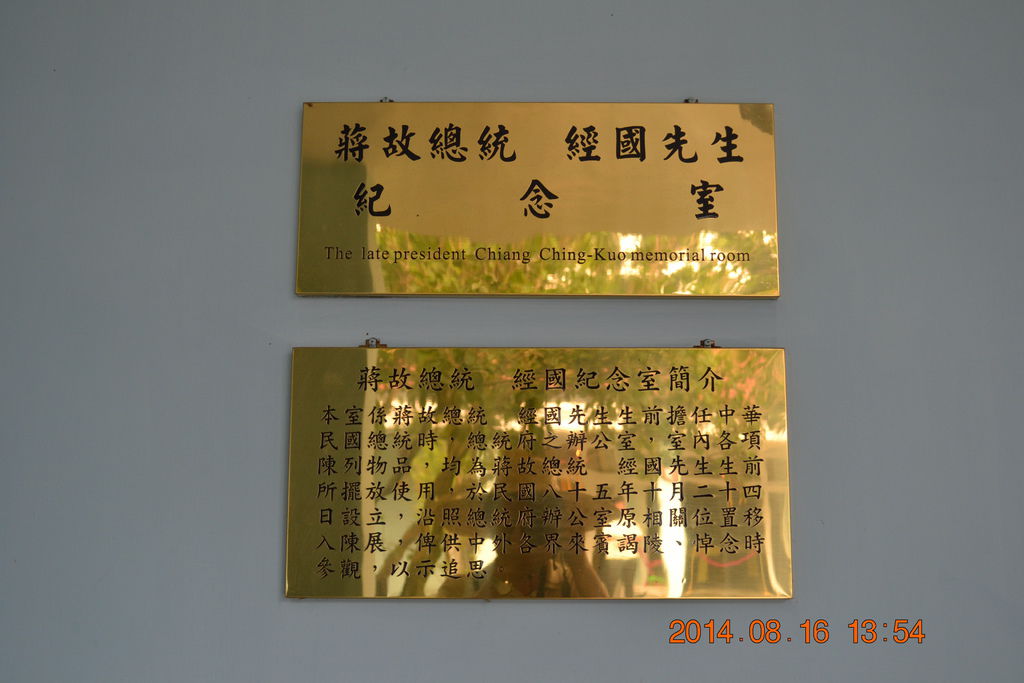 蔣故總統　經國先生
紀念室
The late president Chiang Ching-Kuo memorial room
蔣故總統　經國紀念室簡介
本室係蔣故總統　經國先生生前擔任中華
民國總統時，總統府之辦公室，室內各項
陳列物品，均為蔣故總統　經國先生生前
所擺放使用，於民國八十五年十月二十四
日設立，沿照總統府辦公室原相關位置移
入陳展，俾供中外各界來賓謁陵、悼念時
參觀，以示追思。
2014.08.16 13:54